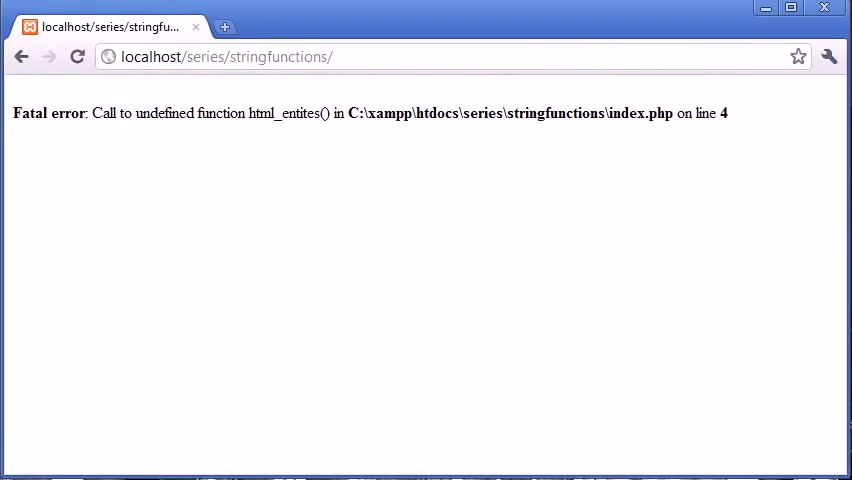 localhost/series/stringfu...
localhost/series/stringfunctions/
Fatal error: Call to undefined function html_entites() in C:\xampp\htdocs\series\stringfunctions\index.php on line 4